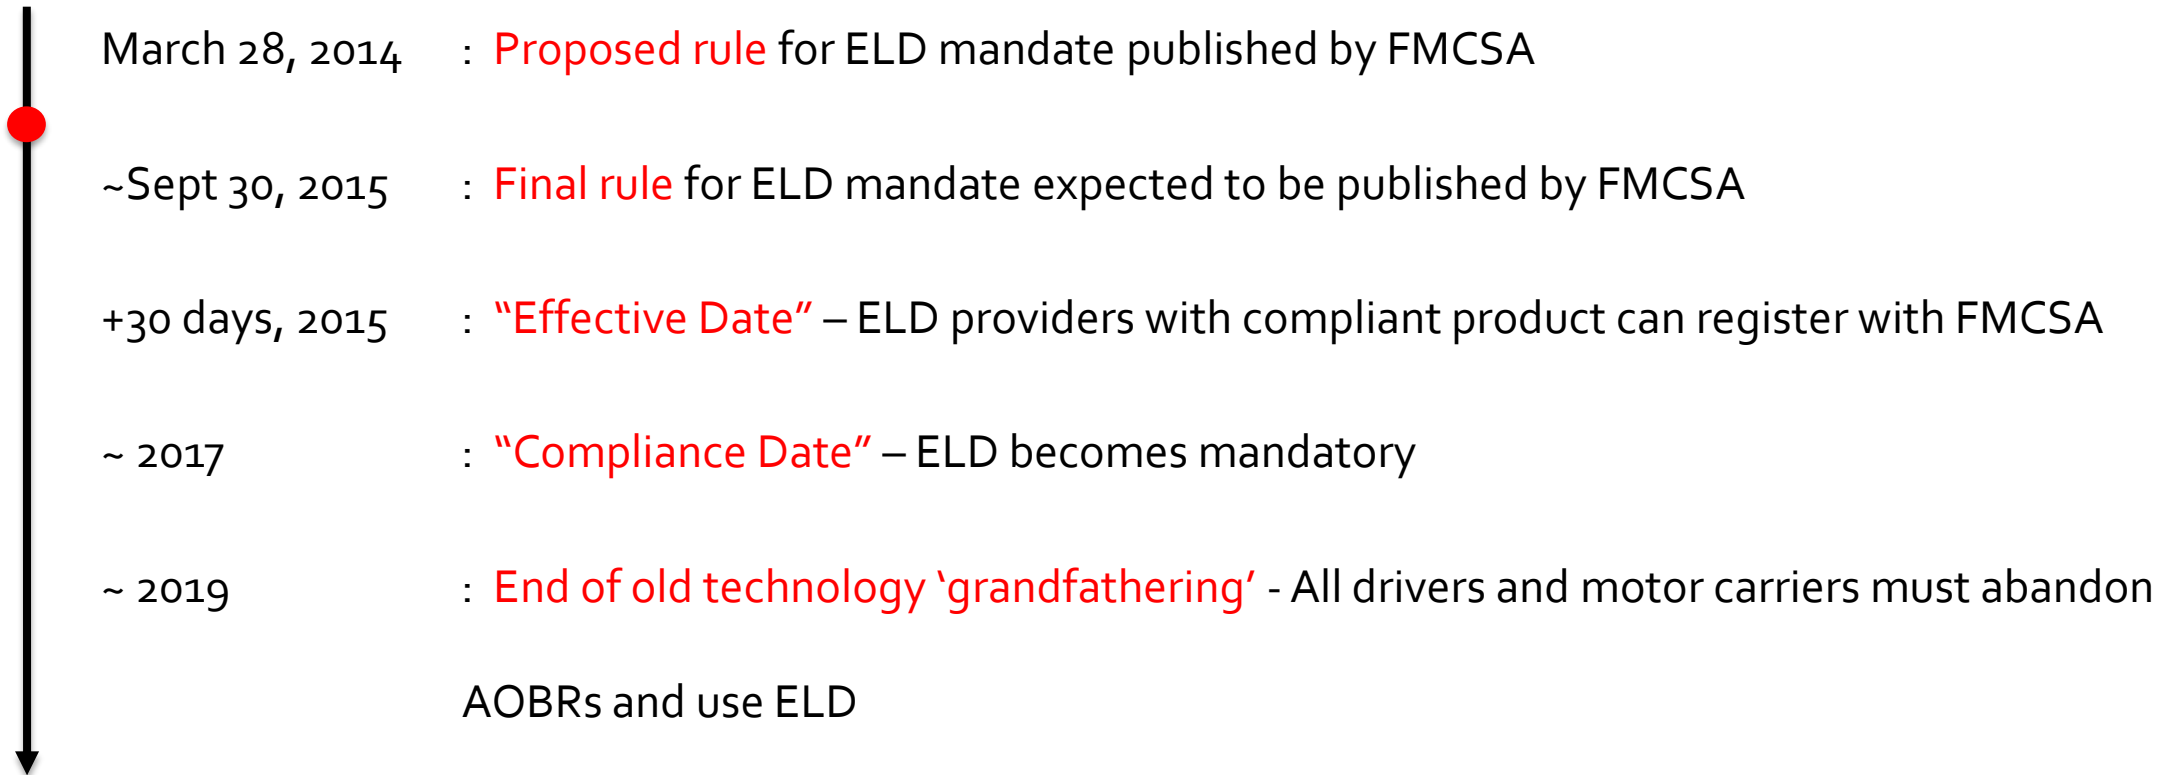 March 28, 2014 : Proposed rule for ELD mandate published by FMCSA
~Sept 30, 2015 : Final rule for ELD mandate expected to be published by FMCSA
+30 days, 2015 : “Effective Date” – ELD providers with compliant product can register with FMCSA
~ 2017 : “Compliance Date” – ELD becomes mandatory
~ 2019 : End of old technology ‘grandfathering’ - All drivers and motor carriers must abandon
AOBRs and use ELD